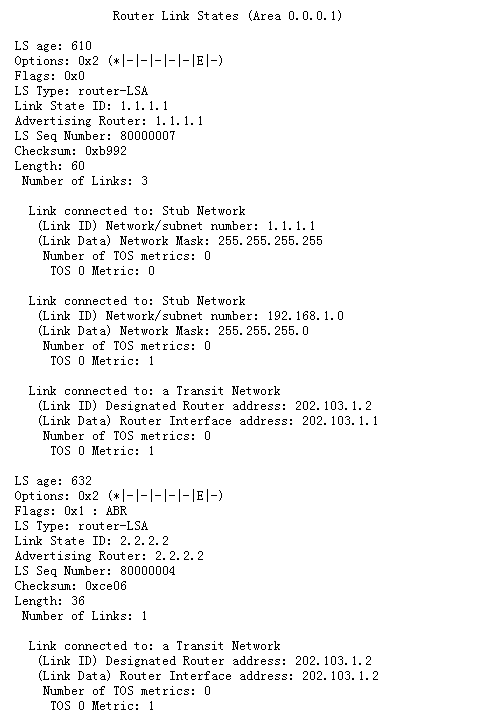 Router Link States (Area 0.0.0.1)
LS age: 610
Options: 0x2 (*|-|-|-|-|-|E|-)
Flags: 0x0
LS Type: router-LSA
Link State ID: 1.1.1.1
Advertising Router: 1.1.1.1
LS Seq Number: 80000007
Checksum: 0xb992
Length: 60
Number of Links: 3
Link connected to: Stub Network
(Link ID) Network/subnet number: 1.1.1.1
(Link Data) Network Mask: 255.255.255.255
Number of TOS metrics: 0
TOS 0 Metric: 0
Link connected to: Stub Network
(Link ID) Network/subnet number: 192.168.1.0
(Link Data) Network Mask: 255.255.255.0
Number of TOS metrics: 0
TOS 0 Metric: 1
Link connected to: a Transit Network
(Link ID) Designated Router address: 202.103.1.2
(Link Data) Router Interface address: 202.103.1.1
Number of TOS metrics: 0
TOS 0 Metric: 1
LS age: 632
Options: 0x2 (*|-|-|-|-|-|E|-)
Flags: 0x1 : ABR
LS Type: router-LSA
Link State ID: 2.2.2.2
Advertising Router: 2.2.2.2
LS Seq Number: 80000004
Checksum: 0xce06
Length: 36
Number of Links: 1
Link connected to: a Transit Network
(Link ID) Designated Router address: 202.103.1.2
(Link Data) Router Interface address: 202.103.1.2
Number of TOS metrics: 0
TOS 0 Metric: 1